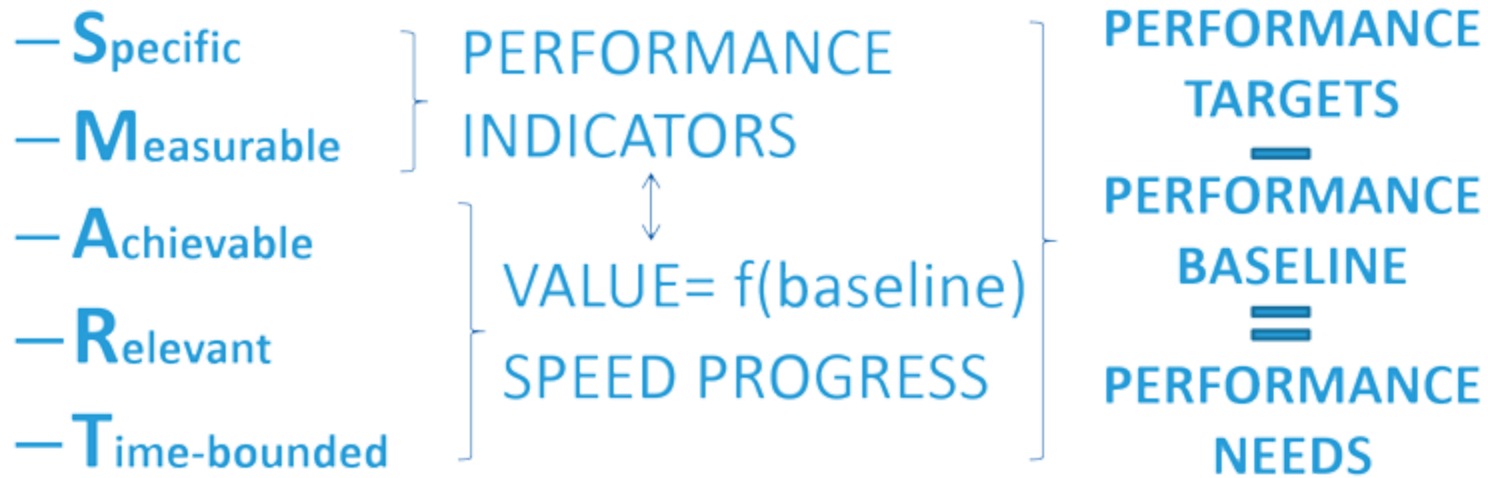 — Specific
— Measurable
— Achievable
— Relevant
— Time-bounded
PERFORMANCE
INDICATORS
VALUE= f(baseline)
SPEED PROGRESS
PERFORMANCE
TARGETS
–
PERFORMANCE
BASELINE
=
PERFORMANCE
NEEDS